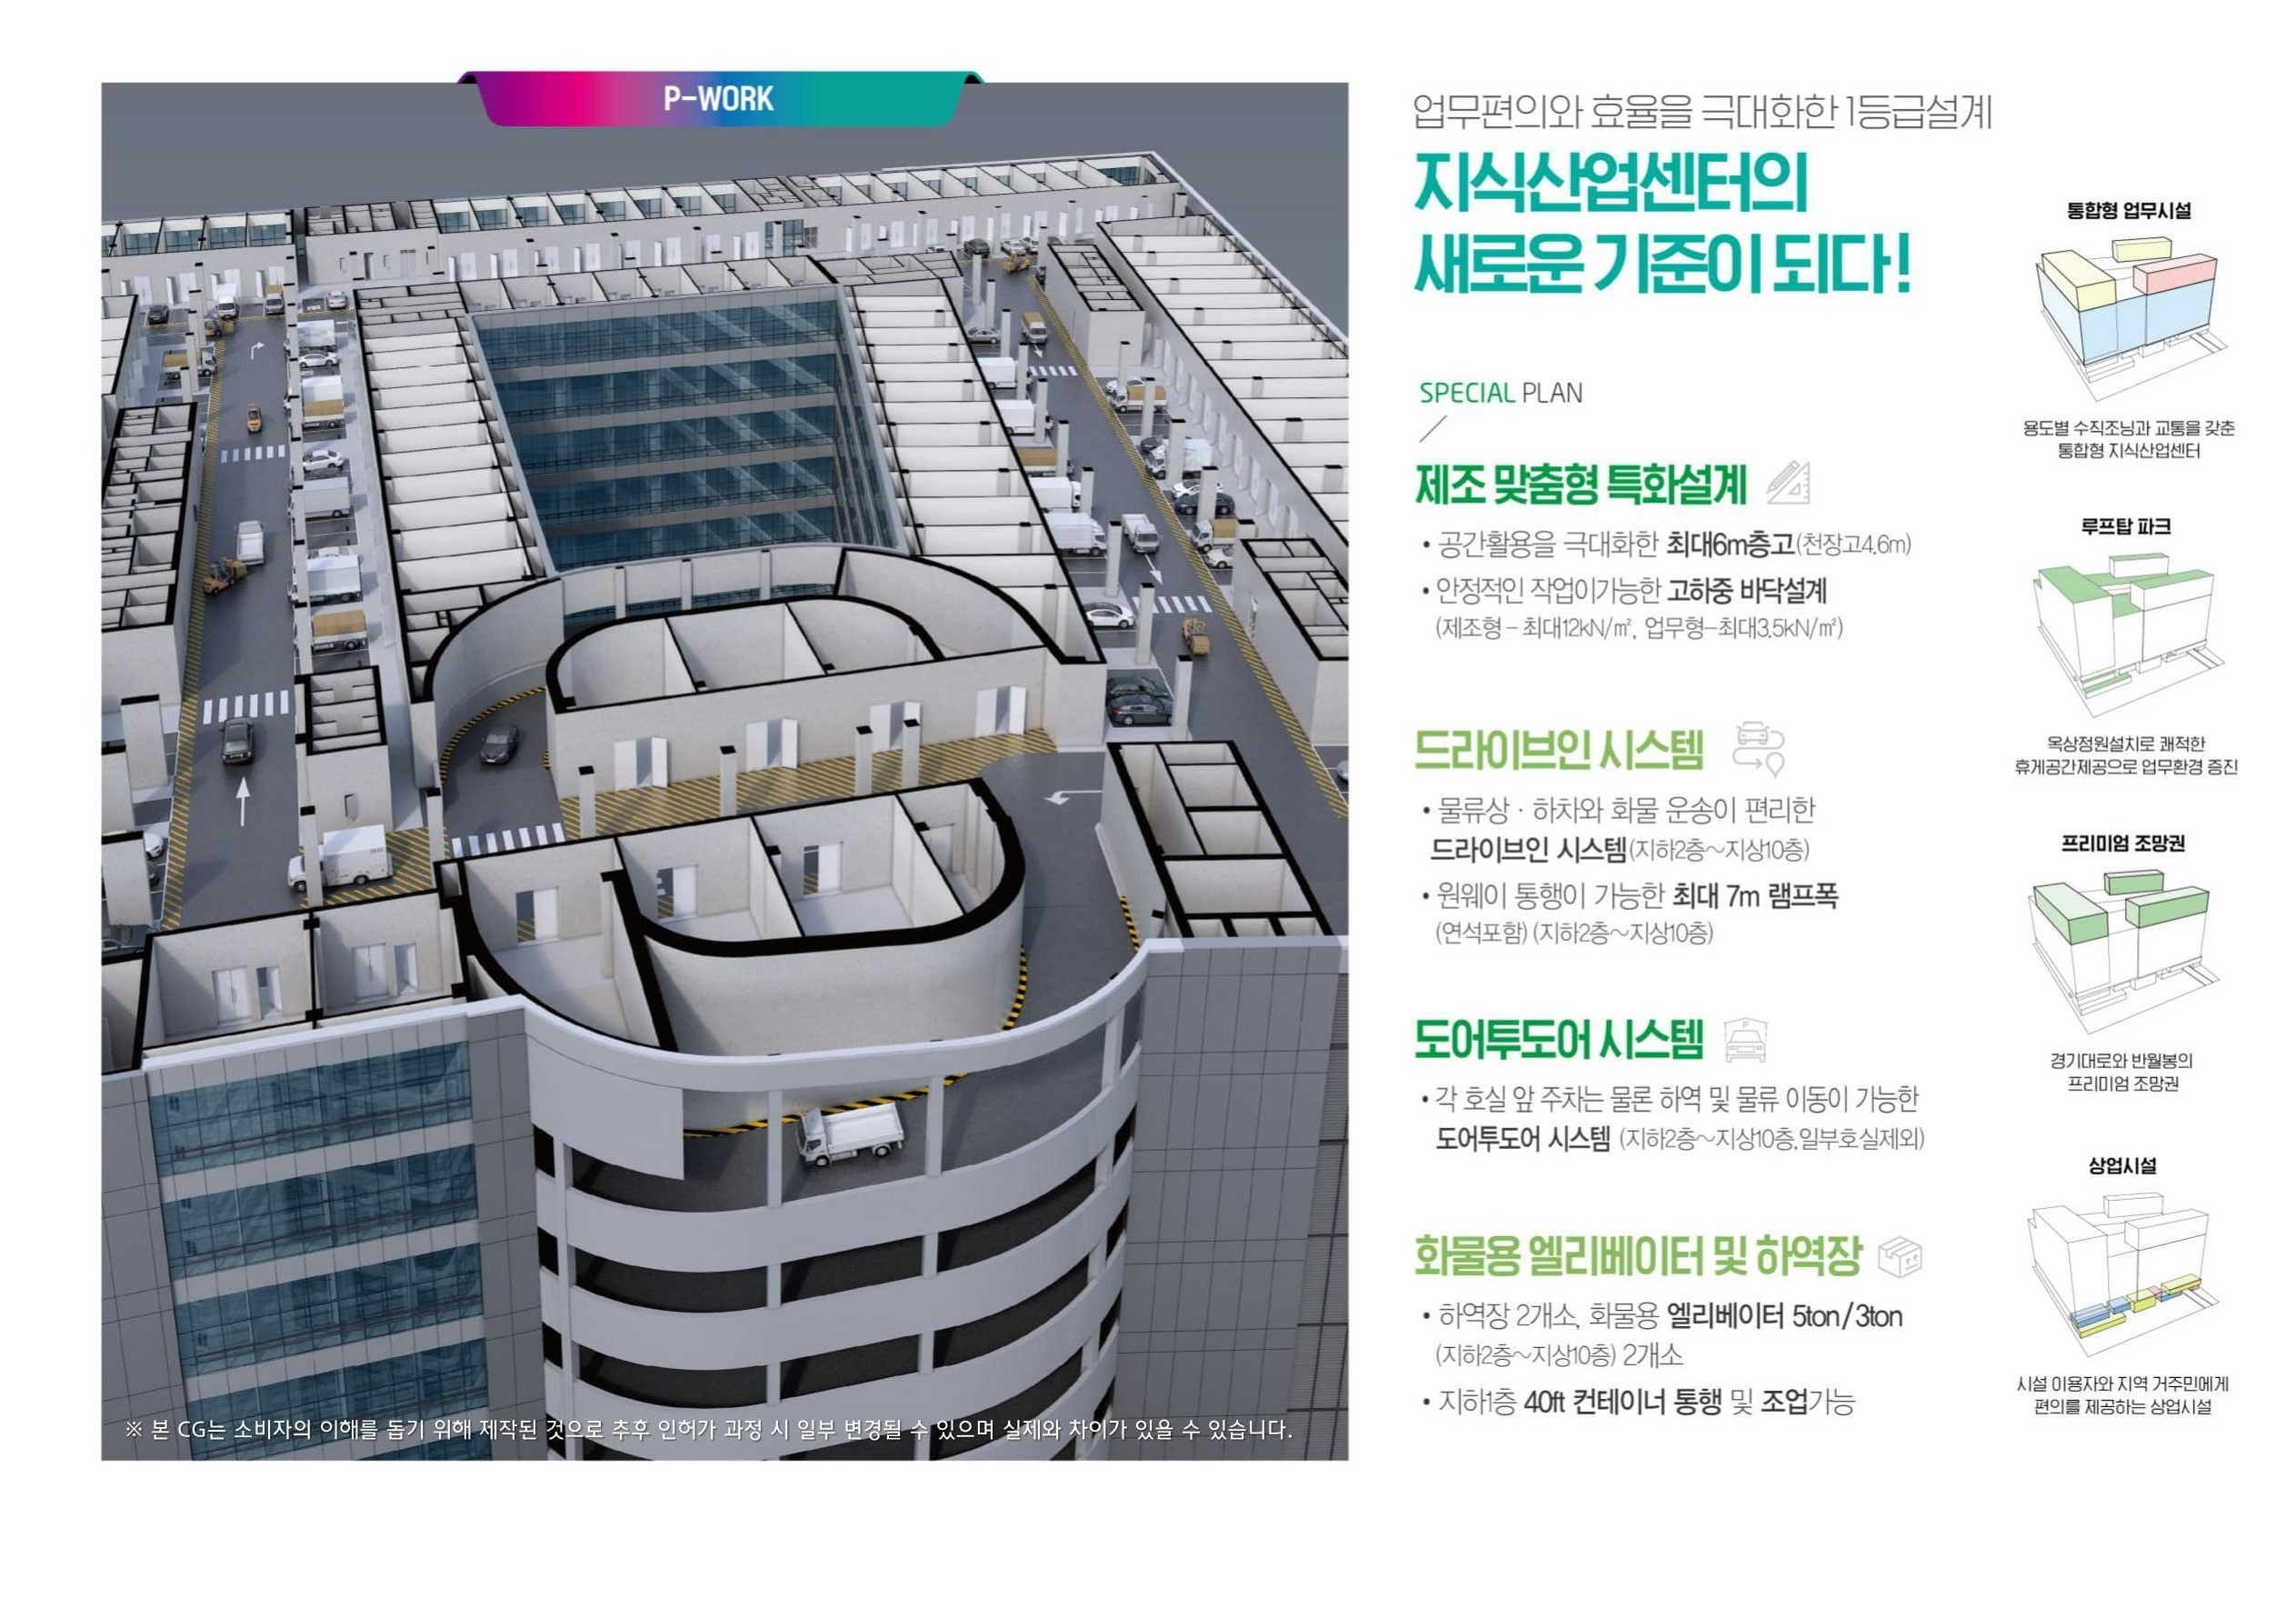 P-WORK
업무편의와 효율을 극대화한 1등급설계
지식산업센터의
새로운 기준이 되다!
SPECIAL PLAN
제조 맞춤형 특화설계
• 공간활용을 극대화한 최대6m층고(천장고4.6m)
• 안정적인 작업이가능한 고하중 바닥설계
(제조형 - 최대12kN/㎡, 업무형-최대3.5kN/㎡)
드라이브인 시스템
• 물류상 · 하차와 화물 운송이 편리한
드라이브인 시스템(지하2층~지상10층)
• 원웨이 통행이 가능한 최대 7m 램프폭
(연석포함) (지하2층~지상10층)
도어투도어 시스템
• 각 호실 앞 주차는 물론 하역 및 물류 이동이 가능한
도어투도어 시스템 (지하2층~지상10층,일부호실제외)
화물용 엘리베이터 및 하역장
• 하역장 2개소, 화물용 엘리베이터 5ton/3ton
(지하2층~지상10층) 2개소
• 지하1층 40ft 컨테이너 통행 및 조업가능
통합형 업무시설
용도별 수직조닝과 교통을 갖춘
통합형 지식산업센터
루프탑 파크
옥상정원설치로 쾌적한
휴게공간제공으로 업무환경 증진
프리미엄 조망권
경기대로와 반월봉의
프리미엄 조망권
상업시설
시설 이용자와 지역 거주민에게
편의를 제공하는 상업시설
※ 본 CG는 소비자의 이해를 돕기 위해 제작된 것으로 추후 인허가 과정 시 일부 변경될 수 있으며 실제와 차이가 있을 수 있습니다.